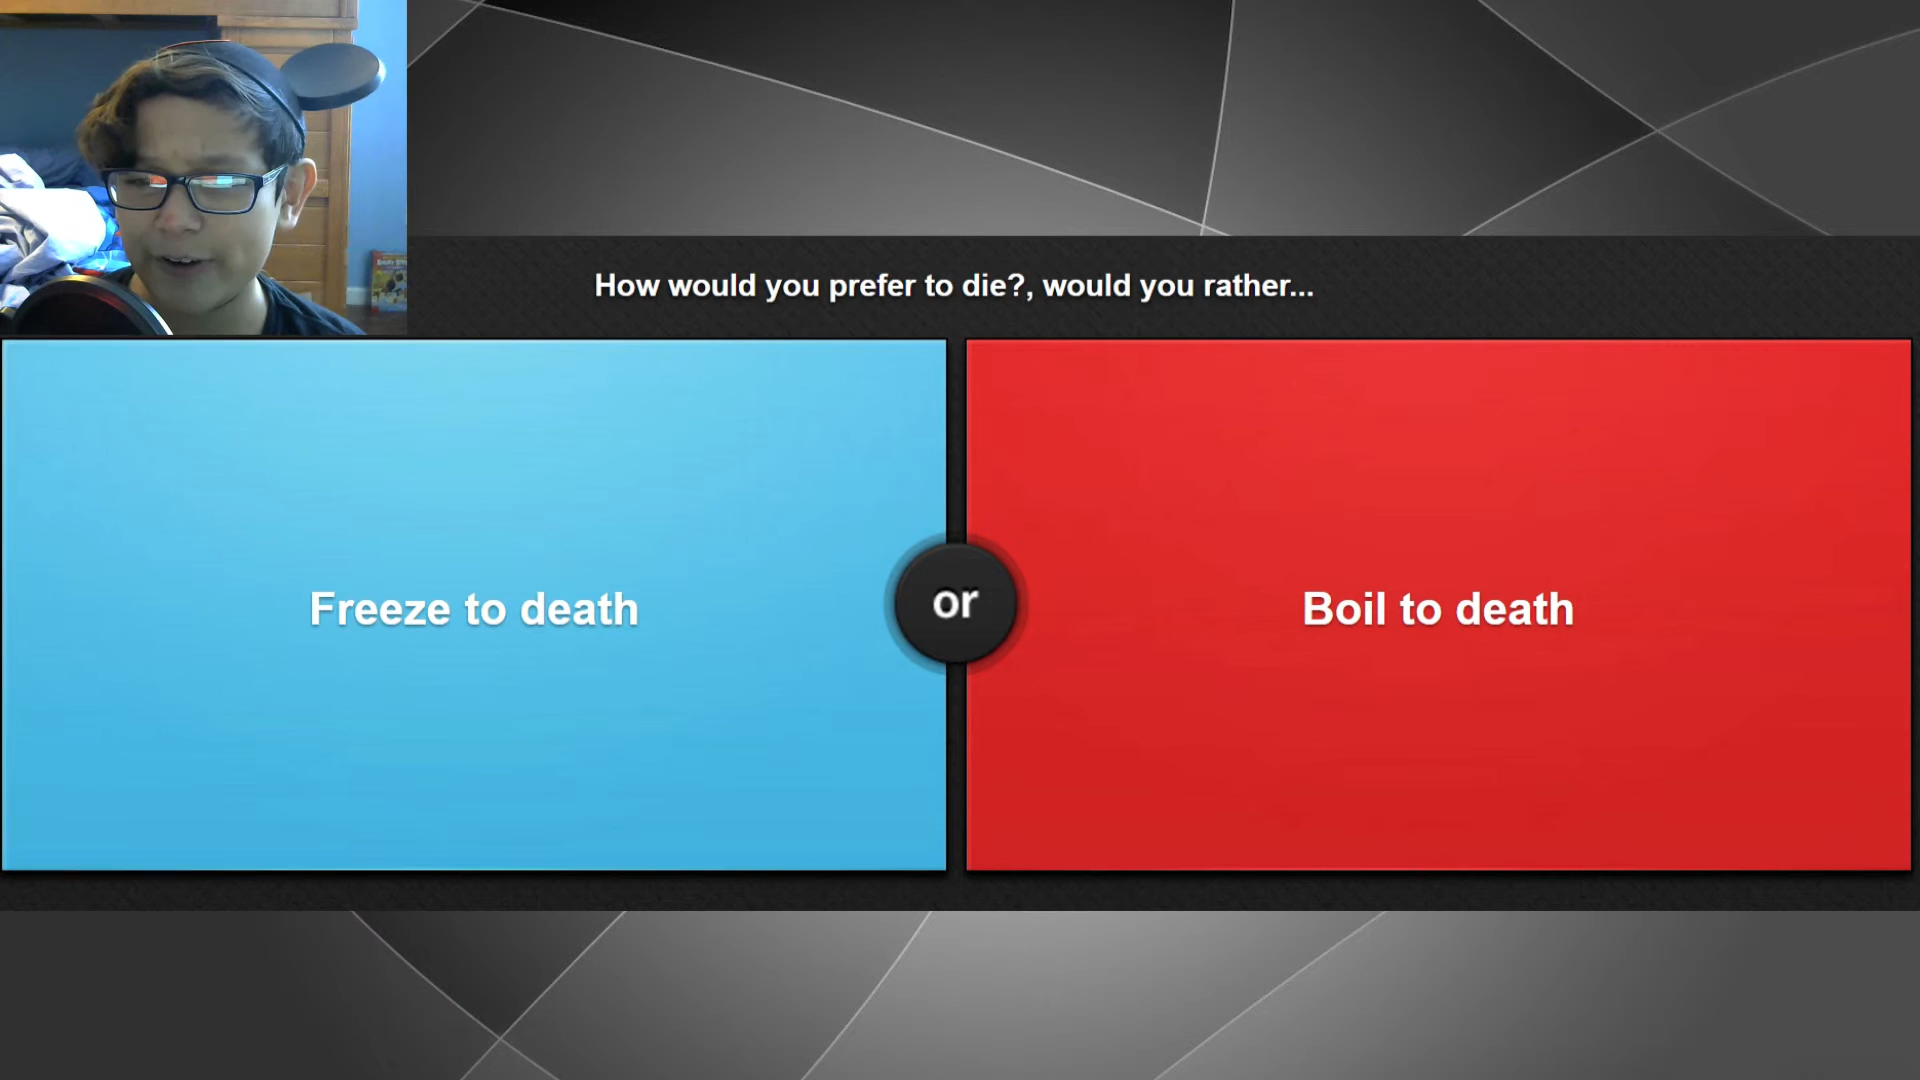 How would you prefer to die?, would you rather...
Freeze to death
or
Boil to death